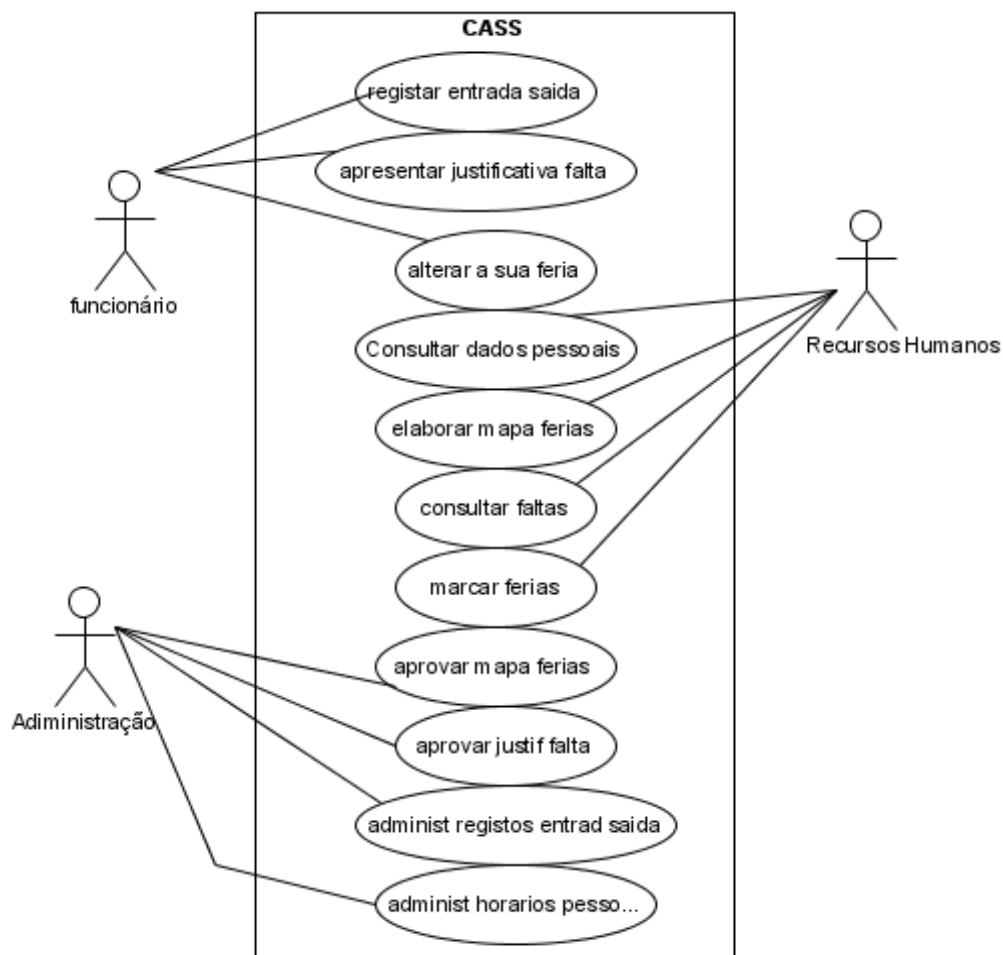 CASS
registar entrada saida
apresentar justificativa falta
alterar a sua feria
funcionário
Consultar dados pessoais
Recursos Humanos
elaborar mapa ferias
consultar faltas
marcar ferias
aprovar mapa ferias
Adiministração
aprovar justif falta
administ registos entrad saida
administ horarios pesso...